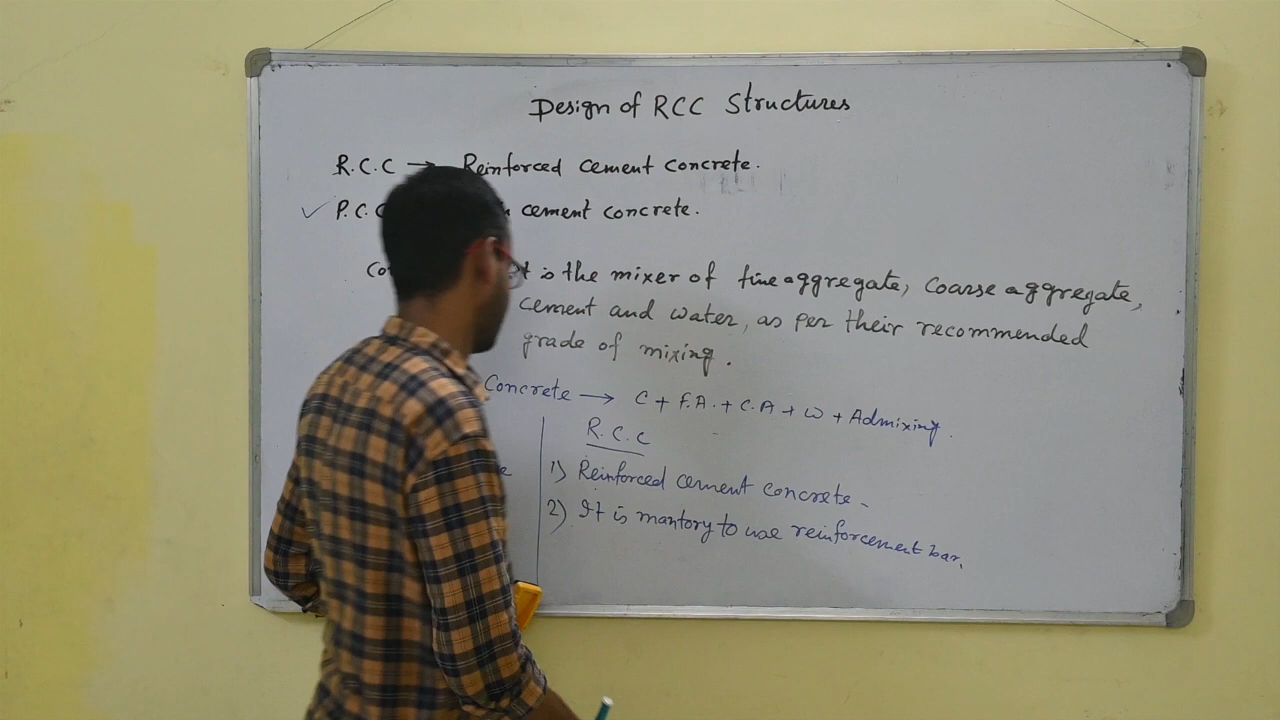 Design of RCC Structures
R.C.C → Reinforced cement concrete.
✓ P.C.C cement concrete.
It is the mixer of fine aggregate, Coarse aggregate,
cement and water, as per their recommended
grade of mixing.
Concrete → C + F.A. + C.A + W + Admixing.
R.C.C
1) Reinforced cement concrete.
2) It is mantory to use reinforcement bar.